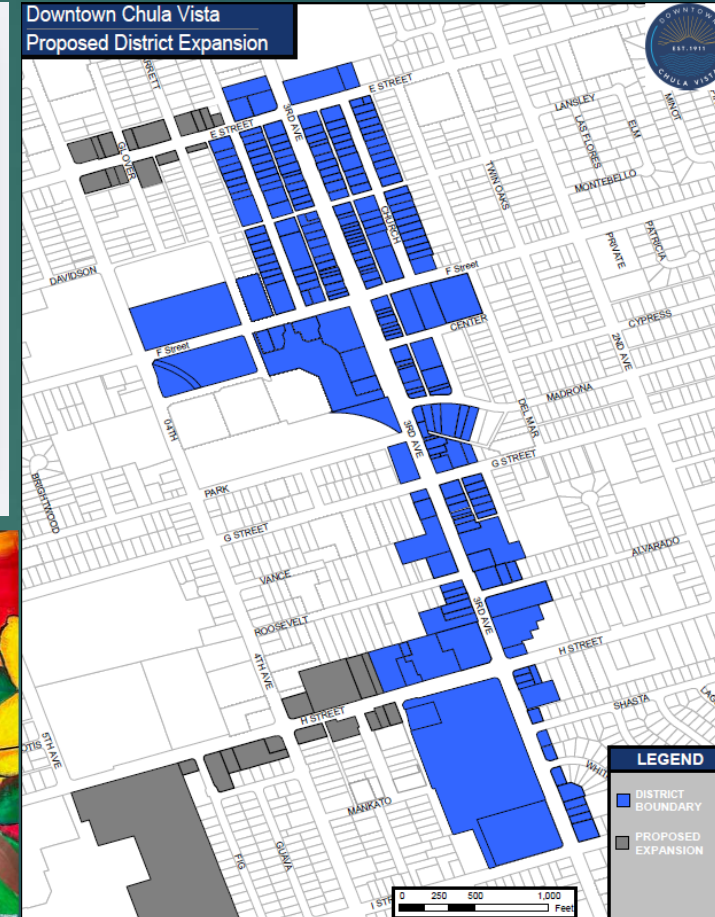 Downtown Chula Vista
Proposed District Expansion
DOWNTOWN
EST. 1911
CHULA VISTA
E STREET
3RD AVE
LANSLEY
MINOT
E STREET
LAS FLORES
ELM
GLOVER
TWIN OAKS
MONTEBELLO
CHURCH
PRIVATE
PATRICIA
DAVIDSON
F Street
CYPRESS
CENTER
2ND AVE
F Street
MADRONA
DEL MAR
04TH
3RD AVE
G STREET
BRIGHTWOOD
PARK
G STREET
ALVARADO
VANCE
ROOSEVELT
3RD AVE
H STREET
4TH AVE
SHASTA
H STREET
5TH AVE
LEGEND
DISTRICT
BOUNDARY
MANKATO
PROPOSED
EXPANSION
FIG
GUAVA
0 250 500 1,000
Feet